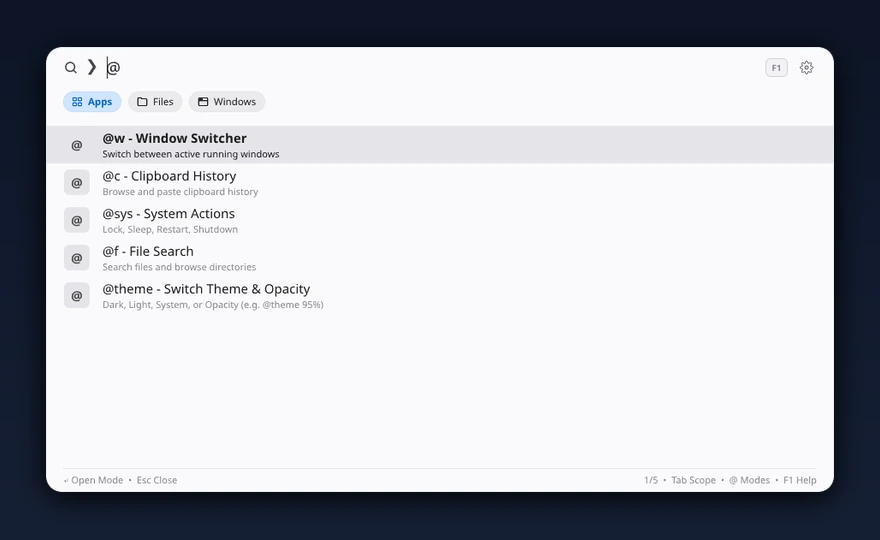 ❯ @
F1
Apps Files Windows
@ @w - Window Switcher
Switch between active running windows
@ @c - Clipboard History
Browse and paste clipboard history
@ @sys - System Actions
Lock, Sleep, Restart, Shutdown
@ @f - File Search
Search files and browse directories
@ @theme - Switch Theme & Opacity
Dark, Light, System, or Opacity (e.g. @theme 95%)
↵ Open Mode • Esc Close
1/5 • Tab Scope • @ Modes • F1 Help